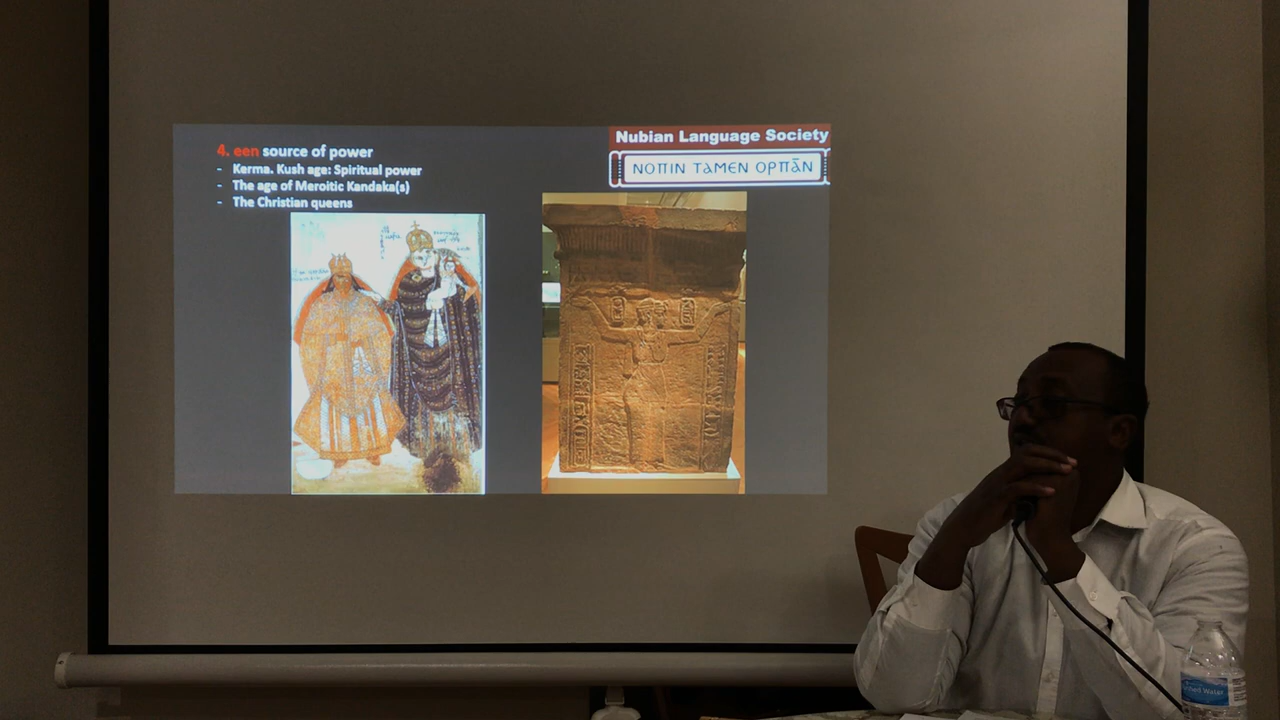 4. een source of power
- Kerma. Kush age: Spiritual power
- The age of Meroitic Kandaka(s)
- The Christian queens
Nubian Language Society
ⲚⲞⲠⲠⲒⲚ ⲦⲀⲘⲈⲚ ⲞⲢⲠⲀ̄Ⲛ
Water